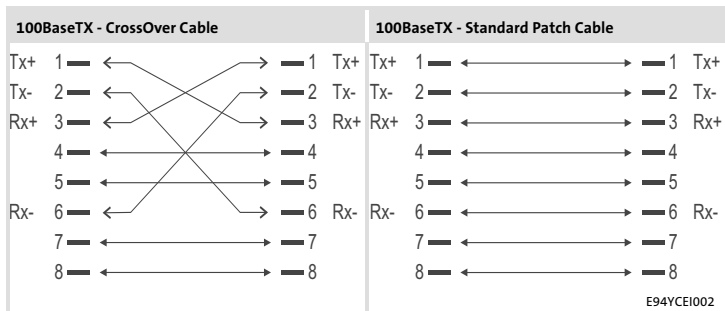 100BaseTX - CrossOver Cable 100BaseTX - Standard Patch Cable
Tx+ 1 1 Tx+ Tx+ 1 1 Tx+
Tx- 2 2 Tx- Tx- 2 2 Tx-
Rx+ 3 3 Rx+ Rx+ 3 3 Rx+
4 4 4 4
5 5 5 5
Rx- 6 6 Rx- Rx- 6 6 Rx-
7 7 7 7
8 8 8 8
E94YCEI002